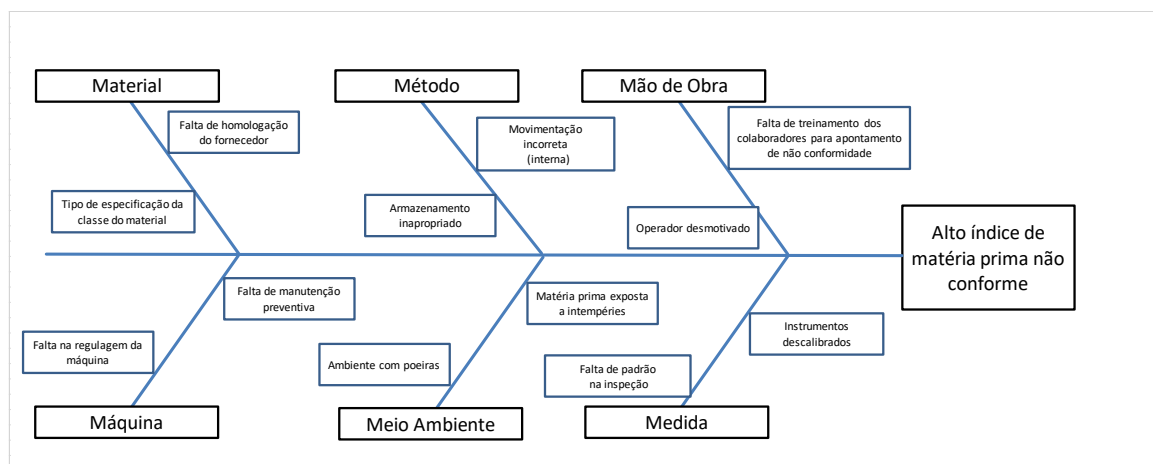 Material
Método
Mão de Obra
Falta de homologação
do fornecedor
Movimentação
incorreta
(interna)
Falta de treinamento dos
colaboradores para apontamento
de não conformidade
Tipo de especificação da
classe do material
Armazenamento
inapropriado
Operador desmotivado
Alto índice de
matéria prima não
conforme
Falta de manutenção
preventiva
Matéria prima exposta
a intempéries
Instrumentos
descalibrados
Falta na regulagem da
máquina
Ambiente com poeiras
Falta de padrão
na inspeção
Máquina
Meio Ambiente
Medida